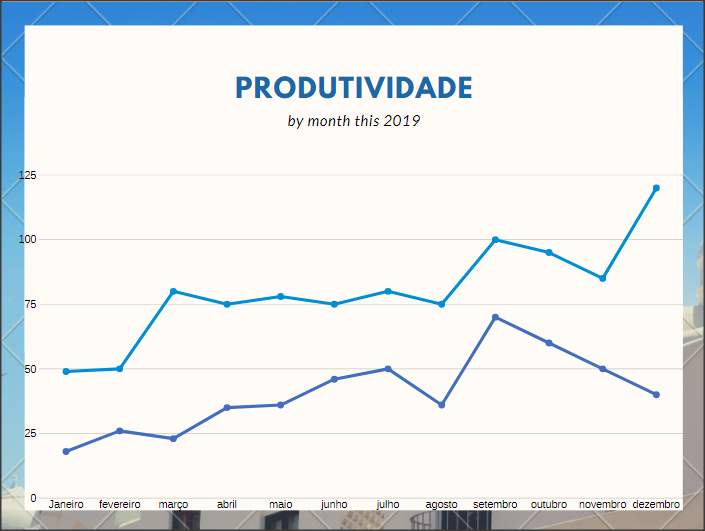 PRODUTIVIDADE
by month this 2019
125
100
75
50
25
0
Janeiro fevereiro março abril maio junho julho agosto setembro outubro novembro dezembro